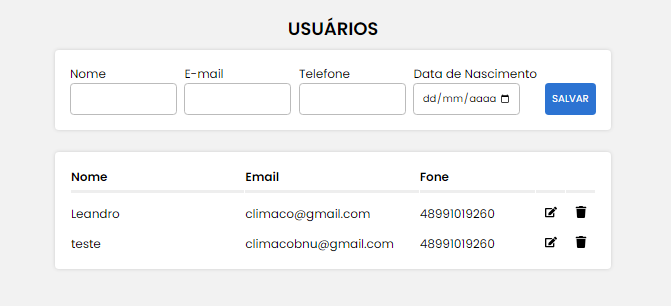 USUÁRIOS
Nome E-mail Telefone Data de Nascimento
dd/mm/aaaa SALVAR
Nome Email Fone
Leandro climaco@gmail.com 48991019260
teste climacobnu@gmail.com 48991019260